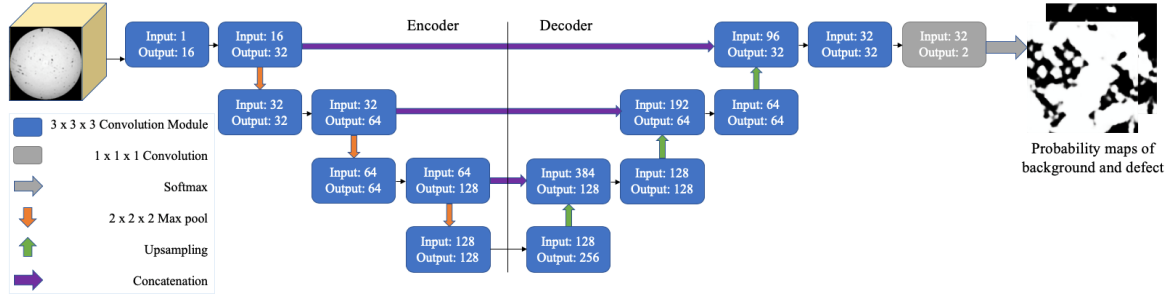 Encoder
Decoder
Input: 1
Output: 16
Input: 16
Output: 32
Input: 96
Output: 32
Input: 32
Output: 32
Input: 32
Output: 2
Input: 32
Output: 32
Input: 32
Output: 64
Input: 192
Output: 64
Input: 64
Output: 64
Input: 64
Output: 64
Input: 64
Output: 128
Input: 384
Output: 128
Input: 128
Output: 128
Input: 128
Output: 128
Input: 128
Output: 256
3 x 3 x 3 Convolution Module
1 x 1 x 1 Convolution
Softmax
2 x 2 x 2 Max pool
Upsampling
Concatenation
Probability maps of
background and defect